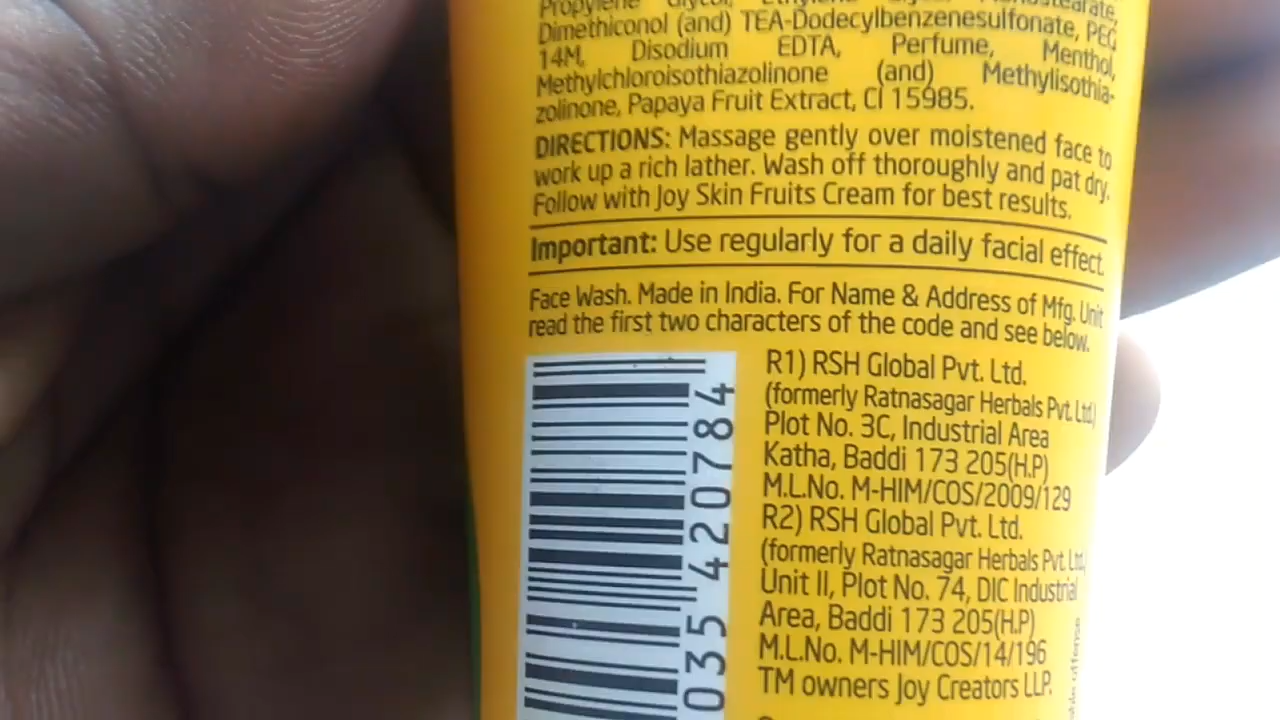 Propylene Glycol, Ethylene Glycol Monostearate,
Dimethiconol (and) TEA-Dodecylbenzenesulfonate, PEG
14M, Disodium EDTA, Perfume, Menthol,
Methylchloroisothiazolinone (and) Methylisothia-
zolinone, Papaya Fruit Extract, CI 15985.
DIRECTIONS: Massage gently over moistened face to
work up a rich lather. Wash off thoroughly and pat dry.
Follow with Joy Skin Fruits Cream for best results.
Important: Use regularly for a daily facial effect.
Face Wash. Made in India. For Name & Address of Mfg. Unit
read the first two characters of the code and see below.
R1) RSH Global Pvt. Ltd.
(formerly Ratnasagar Herbals Pvt. Ltd)
Plot No. 3C, Industrial Area
Katha, Baddi 173 205(H.P)
M.L.No. M-HIM/COS/2009/129
R2) RSH Global Pvt. Ltd.
(formerly Ratnasagar Herbals Pvt. Ltd.
Unit II, Plot No. 74, DIC Industrial
Area, Baddi 173 205(H.P)
M.L.No. M-HIM/COS/14/196
TM owners Joy Creators LLP.
035 420784